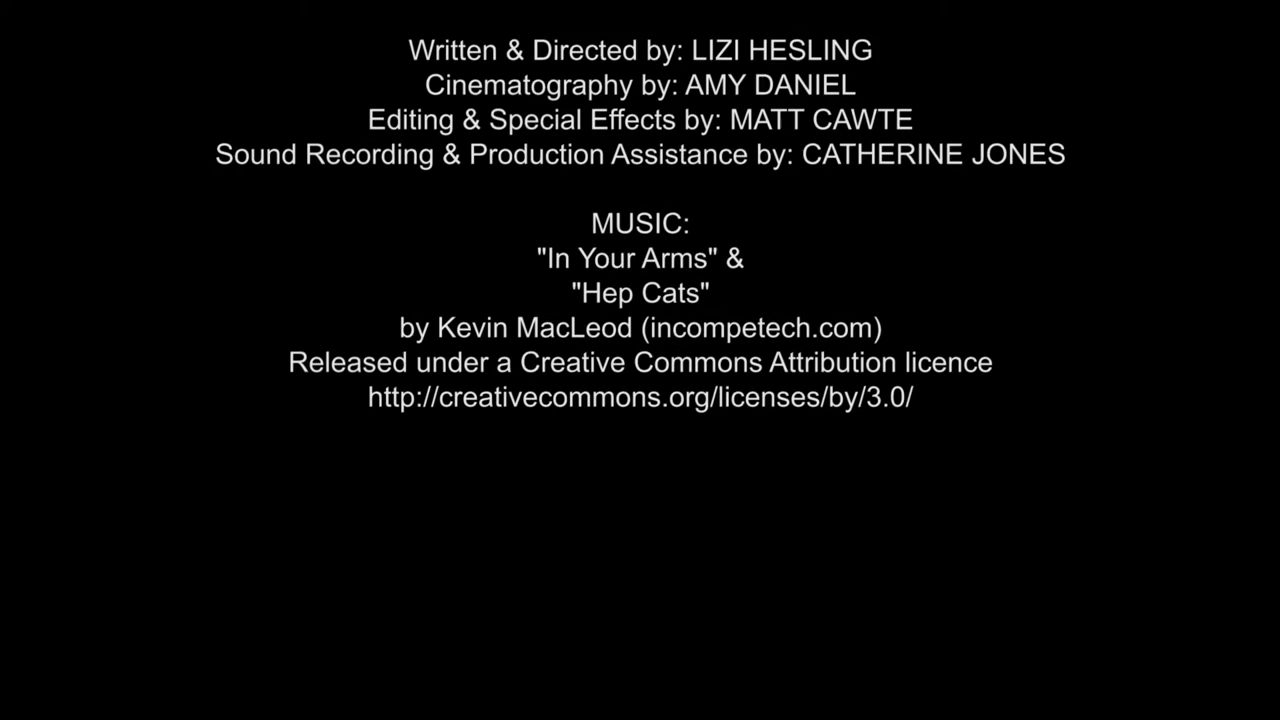 Written & Directed by: LIZI HESLING
Cinematography by: AMY DANIEL
Editing & Special Effects by: MATT CAWTE
Sound Recording & Production Assistance by: CATHERINE JONES
MUSIC:
"In Your Arms" &
"Hep Cats"
by Kevin MacLeod (incompetech.com)
Released under a Creative Commons Attribution licence
http://creativecommons.org/licenses/by/3.0/